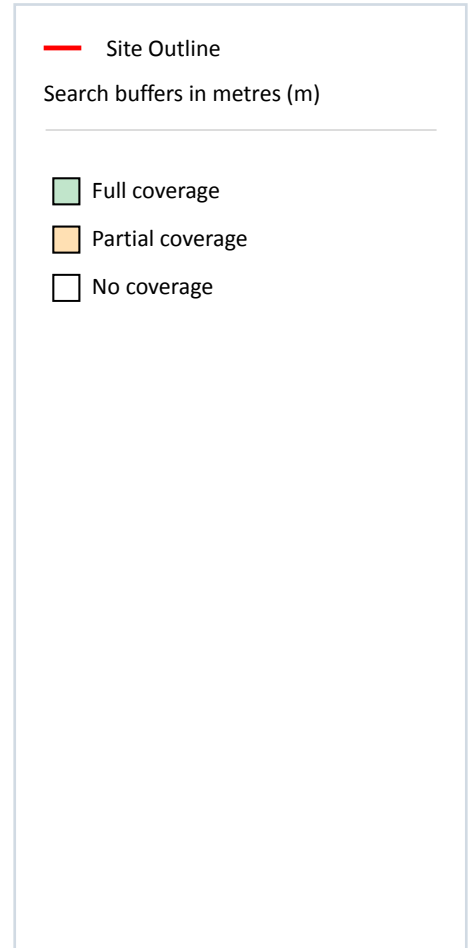 Site Outline
Search buffers in metres (m)
Full coverage
Partial coverage
No coverage